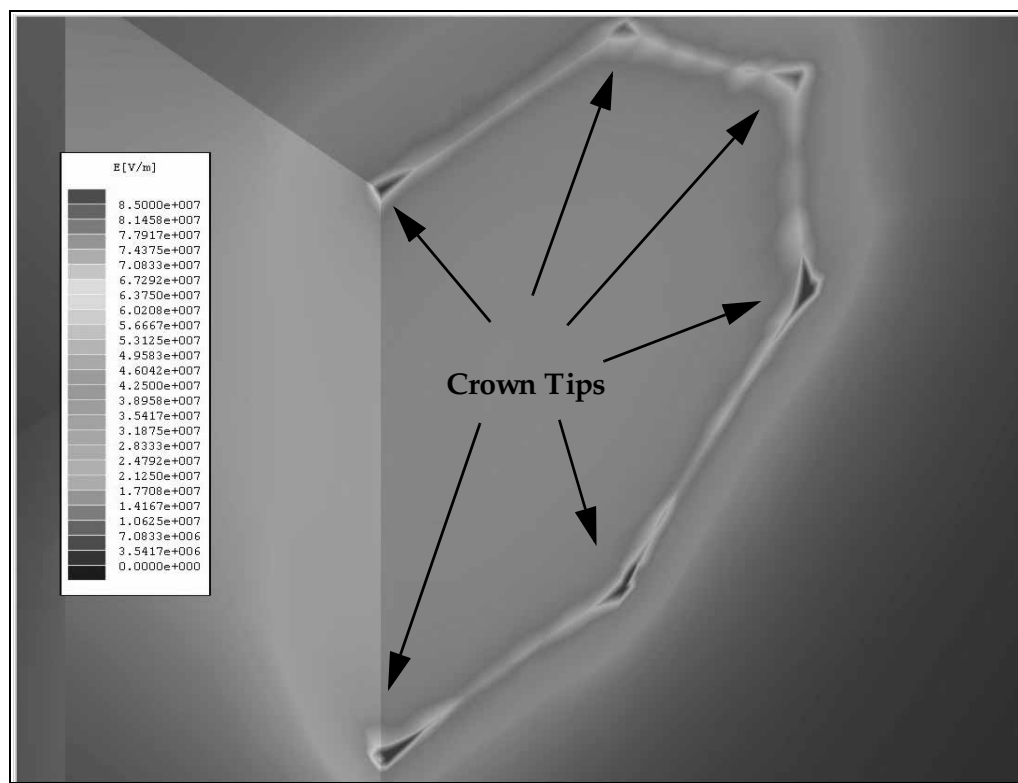 E[V/m]
8.5000e+007
8.1458e+007
7.7917e+007
7.4375e+007
7.0833e+007
6.7292e+007
6.3750e+007
6.0208e+007
5.6667e+007
5.3125e+007
4.9583e+007
4.6042e+007
4.2500e+007
3.8958e+007
3.5417e+007
3.1875e+007
2.8333e+007
2.4792e+007
2.1250e+007
1.7708e+007
1.4167e+007
1.0625e+007
7.0833e+006
3.5417e+006
0.0000e+000
Crown Tips